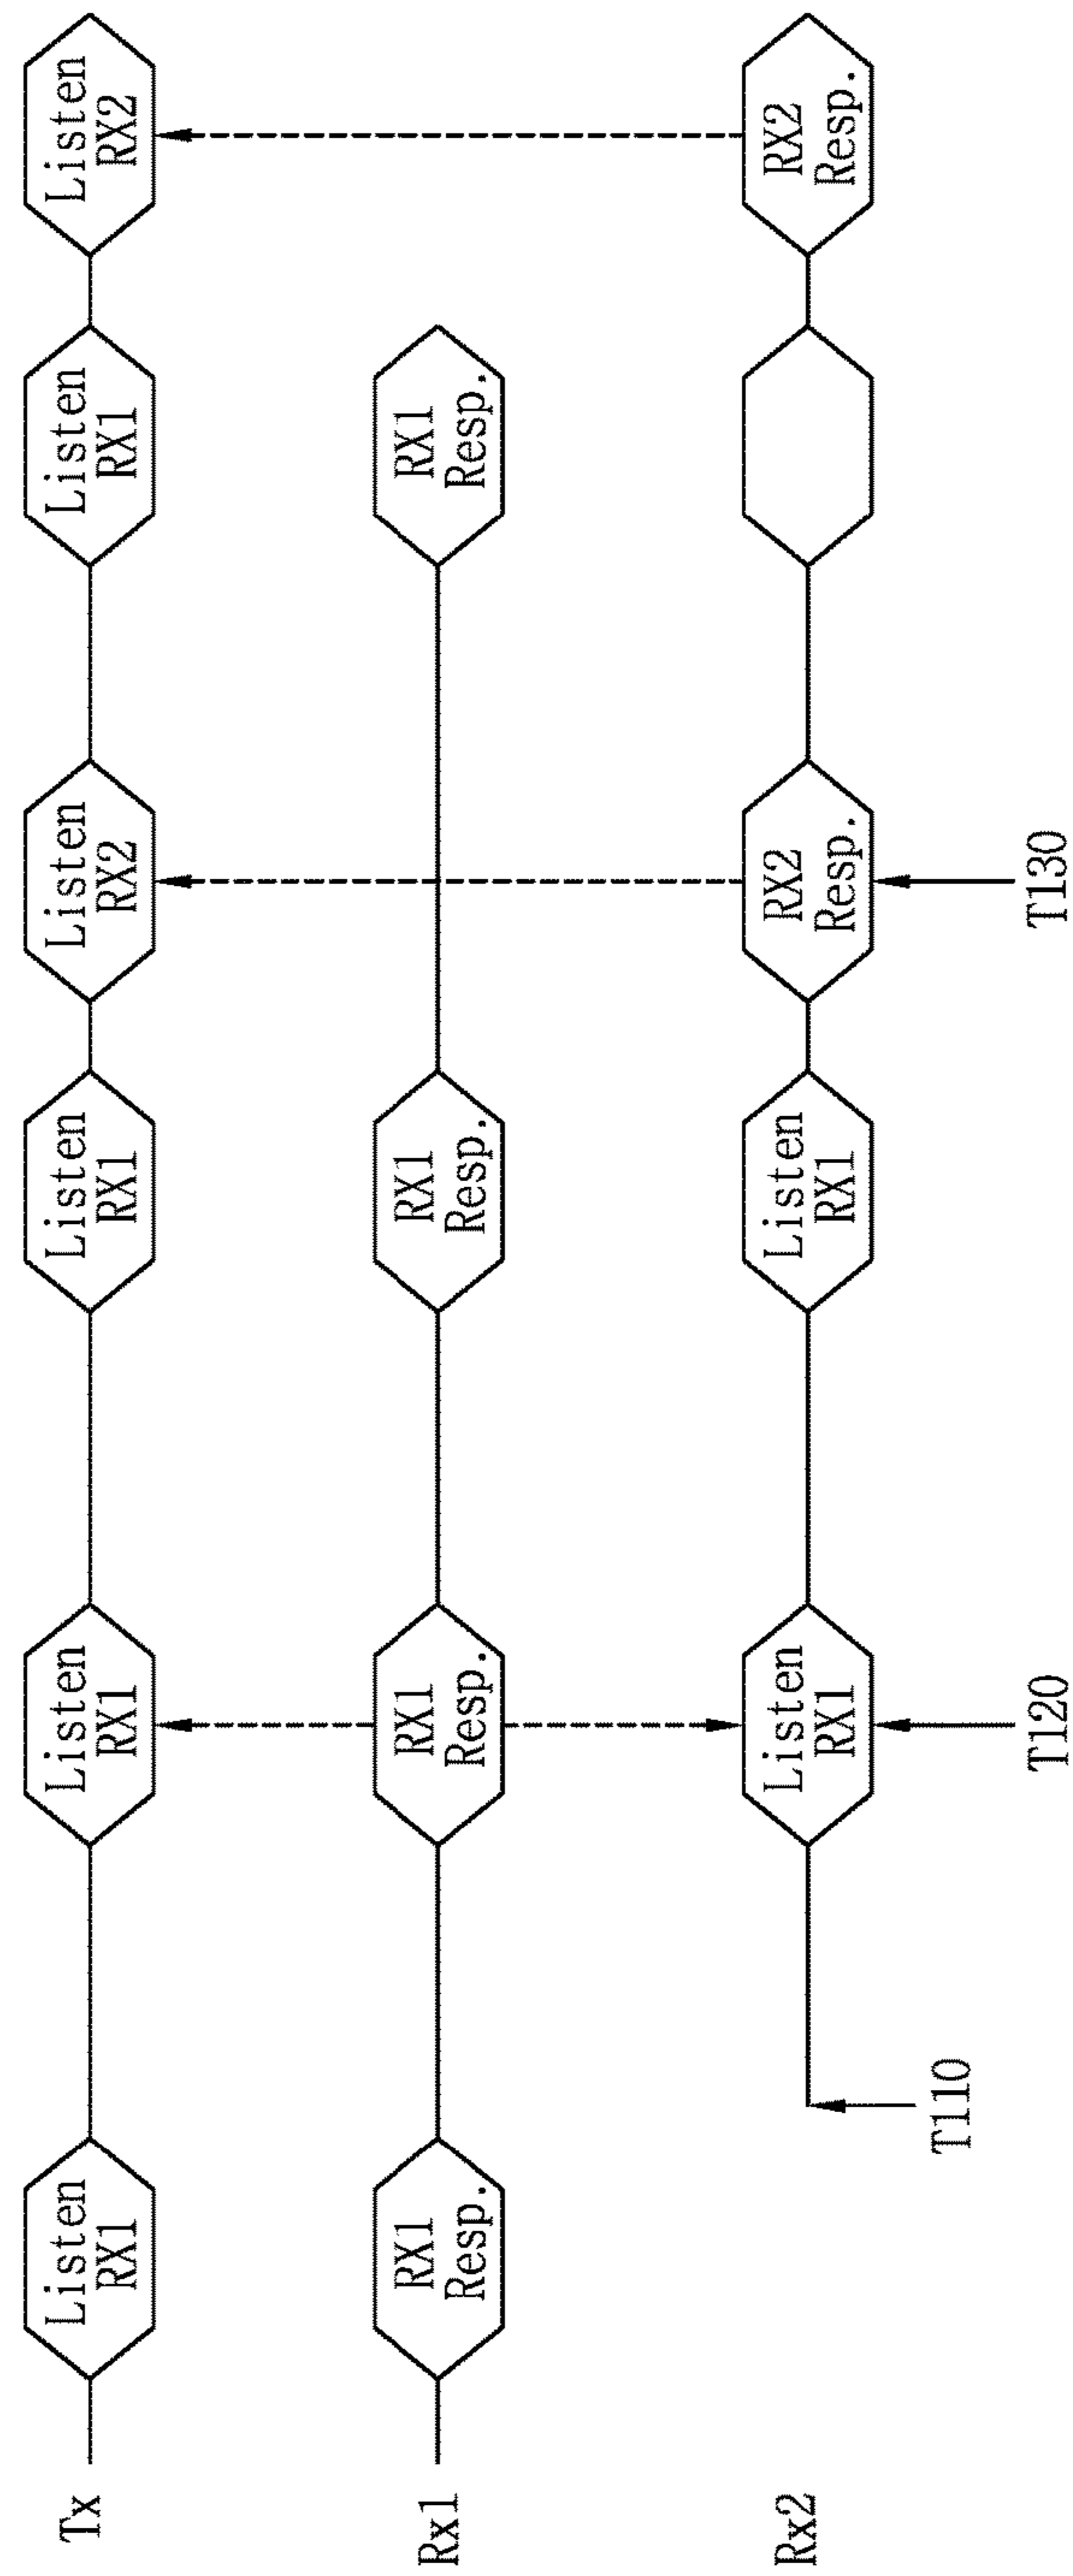 Tx
Listen
RX1
Listen
RX1
Listen
RX1
Listen
RX2
Listen
RX1
Listen
RX2
Rx1
RX1
Resp.
RX1
Resp.
RX1
Resp.
RX1
Resp.
Rx2
Listen
RX1
Listen
RX1
RX2
Resp.
RX2
Resp.
T110
T120
T130